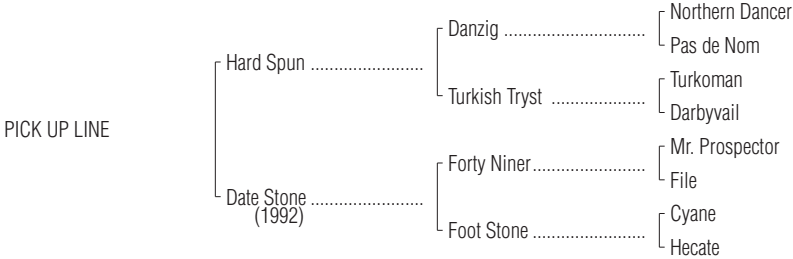 Northern Dancer
Danzig ..............................
Pas de Nom
Hard Spun ........................
Turkoman
Turkish Tryst ....................
Darbyvail
PICK UP LINE
Mr. Prospector
Forty Niner........................
File
Date Stone ........................
(1992)
Cyane
Foot Stone ........................
Hecate